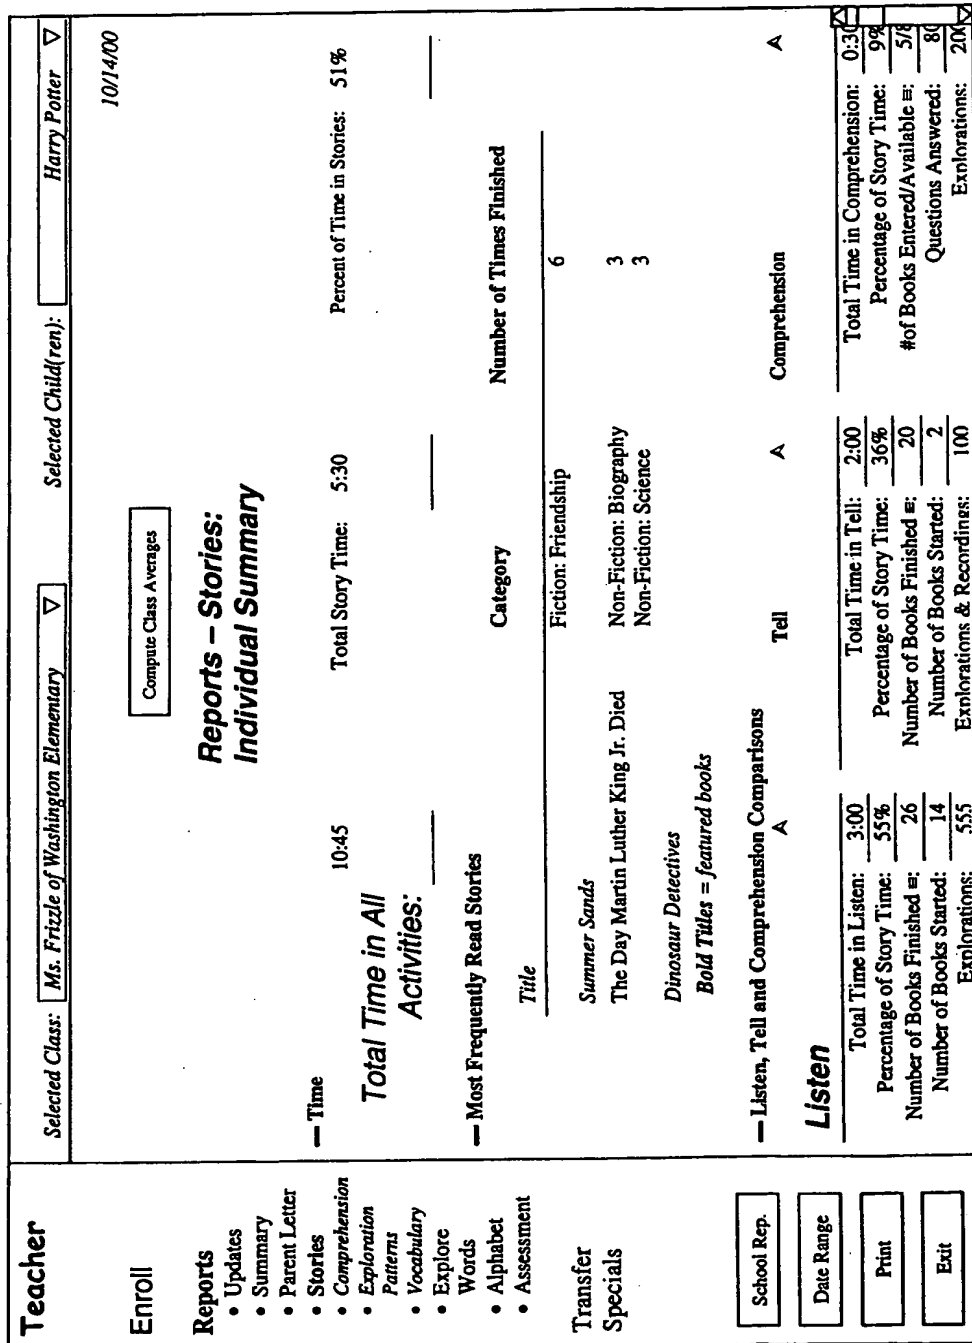 Teacher
Enroll
Reports
• Updates
• Summary
• Parent Letter
• Stories
• Comprehension
• Exploration
Patterns
• Vocabulary
• Explore
Words
• Alphabet
• Assessment
Transfer
Specials
School Rep.
Date Range
Print
Exit
Selected Class: Ms. Frizzle of Washington Elementary ▽ Selected Child(ren): Harry Potter ▽
10/14/00
Compute Class Averages
Reports – Stories:
Individual Summary
— Time
10:45 Total Story Time: 5:30 Percent of Time in Stories: 51%
Total Time in All
Activities:
— Most Frequently Read Stories
Title Category Number of Times Finished
Fiction: Friendship 6
Summer Sands
The Day Martin Luther King Jr. Died Non-Fiction: Biography 3
Non-Fiction: Science 3
Dinosaur Detectives
Bold Titles = featured books
— Listen, Tell and Comprehension Comparisons
Tell Comprehension
Listen
Total Time in Listen: 3:00 Total Time in Tell: 2:00 Total Time in Comprehension: 0:30
Percentage of Story Time: 55% Percentage of Story Time: 36% Percentage of Story Time: 9%
Number of Books Finished =: 26 Number of Books Finished =: 20 #of Books Entered/Available =: 5/8
Number of Books Started: 14 Number of Books Started: 2 Questions Answered: 80
Explorations: 555 Explorations & Recordings: 100 Explorations: 200